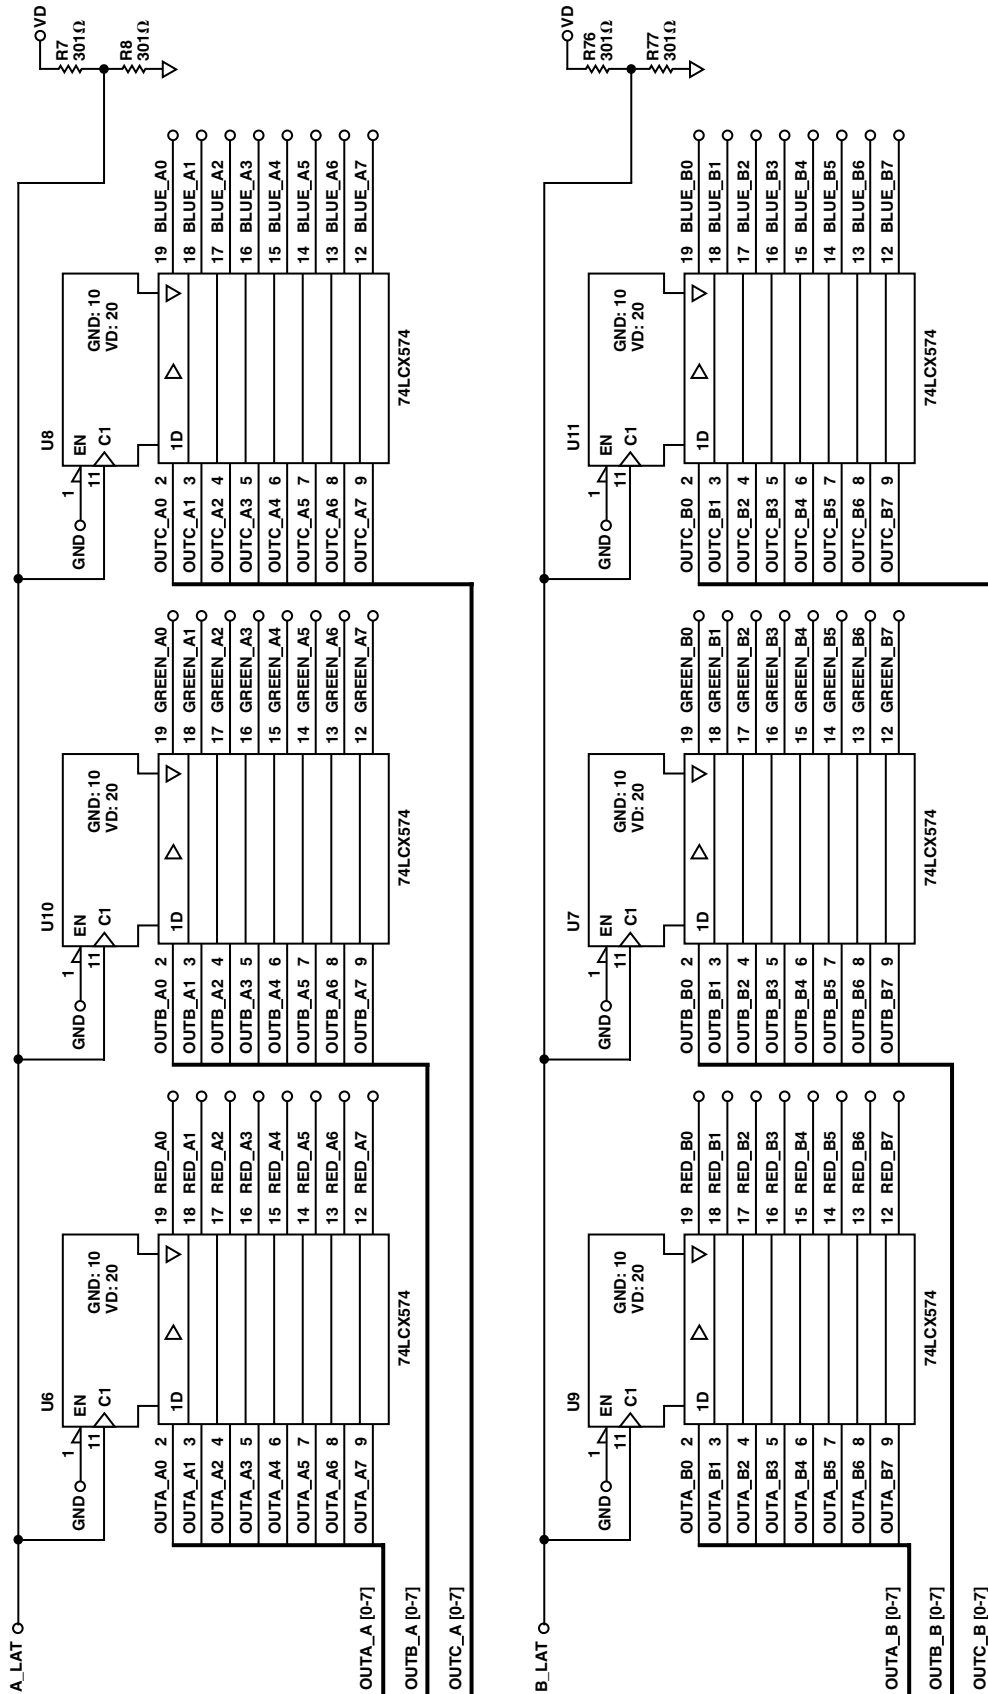 A_LAT
VD
R7
301Ω
R8
301Ω
U6
GND
1
11
EN
C1
GND: 10
VD: 20
1D
OUTA_A0 2
OUTA_A1 3
OUTA_A2 4
OUTA_A3 5
OUTA_A4 6
OUTA_A5 7
OUTA_A6 8
OUTA_A7 9
19 RED_A0
18 RED_A1
17 RED_A2
16 RED_A3
15 RED_A4
14 RED_A5
13 RED_A6
12 RED_A7
74LCX574
U10
GND
1
11
EN
C1
GND: 10
VD: 20
1D
OUTB_A0 2
OUTB_A1 3
OUTB_A2 4
OUTB_A3 5
OUTB_A4 6
OUTB_A5 7
OUTB_A6 8
OUTB_A7 9
19 GREEN_A0
18 GREEN_A1
17 GREEN_A2
16 GREEN_A3
15 GREEN_A4
14 GREEN_A5
13 GREEN_A6
12 GREEN_A7
74LCX574
U8
GND
1
11
EN
C1
GND: 10
VD: 20
1D
OUTC_A0 2
OUTC_A1 3
OUTC_A2 4
OUTC_A3 5
OUTC_A4 6
OUTC_A5 7
OUTC_A6 8
OUTC_A7 9
19 BLUE_A0
18 BLUE_A1
17 BLUE_A2
16 BLUE_A3
15 BLUE_A4
14 BLUE_A5
13 BLUE_A6
12 BLUE_A7
74LCX574
OUTA_A [0-7]
OUTB_A [0-7]
OUTC_A [0-7]
B_LAT
VD
R76
301Ω
R77
301Ω
U9
GND
1
11
EN
C1
GND: 10
VD: 20
1D
OUTA_B0 2
OUTA_B1 3
OUTA_B2 4
OUTA_B3 5
OUTA_B4 6
OUTA_B5 7
OUTA_B6 8
OUTA_B7 9
19 RED_B0
18 RED_B1
17 RED_B2
16 RED_B3
15 RED_B4
14 RED_B5
13 RED_B6
12 RED_B7
74LCX574
U7
GND
1
11
EN
C1
GND: 10
VD: 20
1D
OUTB_B0 2
OUTB_B1 3
OUTB_B2 4
OUTB_B3 5
OUTB_B4 6
OUTB_B5 7
OUTB_B6 8
OUTB_B7 9
19 GREEN_B0
18 GREEN_B1
17 GREEN_B2
16 GREEN_B3
15 GREEN_B4
14 GREEN_B5
13 GREEN_B6
12 GREEN_B7
74LCX574
U11
GND
1
11
EN
C1
GND: 10
VD: 20
1D
OUTC_B0 2
OUTC_B1 3
OUTC_B2 4
OUTC_B3 5
OUTC_B4 6
OUTC_B5 7
OUTC_B6 8
OUTC_B7 9
19 BLUE_B0
18 BLUE_B1
17 BLUE_B2
16 BLUE_B3
15 BLUE_B4
14 BLUE_B5
13 BLUE_B6
12 BLUE_B7
74LCX574
OUTA_B [0-7]
OUTB_B [0-7]
OUTC_B [0-7]